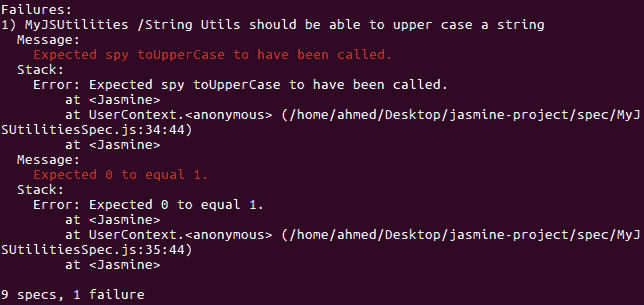 Failures:
1) MyJSUtilities /String Utils should be able to upper case a string
  Message:
    Expected spy toUpperCase to have been called.
  Stack:
    Error: Expected spy toUpperCase to have been called.
        at <Jasmine>
        at UserContext.<anonymous> (/home/ahmed/Desktop/jasmine-project/spec/MyJ
SUtilitiesSpec.js:34:44)
        at <Jasmine>
  Message:
    Expected 0 to equal 1.
  Stack:
    Error: Expected 0 to equal 1.
        at <Jasmine>
        at UserContext.<anonymous> (/home/ahmed/Desktop/jasmine-project/spec/MyJ
SUtilitiesSpec.js:35:44)
        at <Jasmine>

9 specs, 1 failure